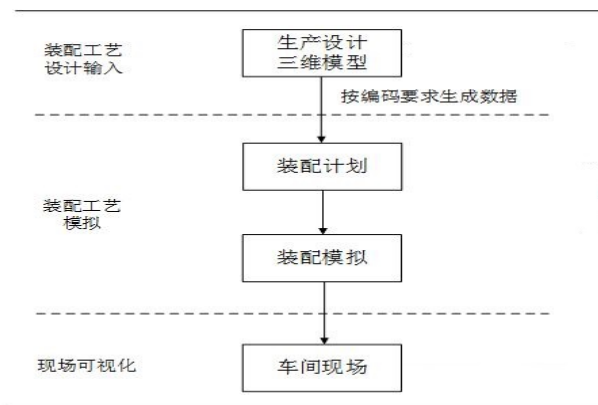 装配工艺
设计输入
生产设计
三维模型
按编码要求生成数据
装配计划
装配工艺
模拟
装配模拟
现场可视化
车间现场